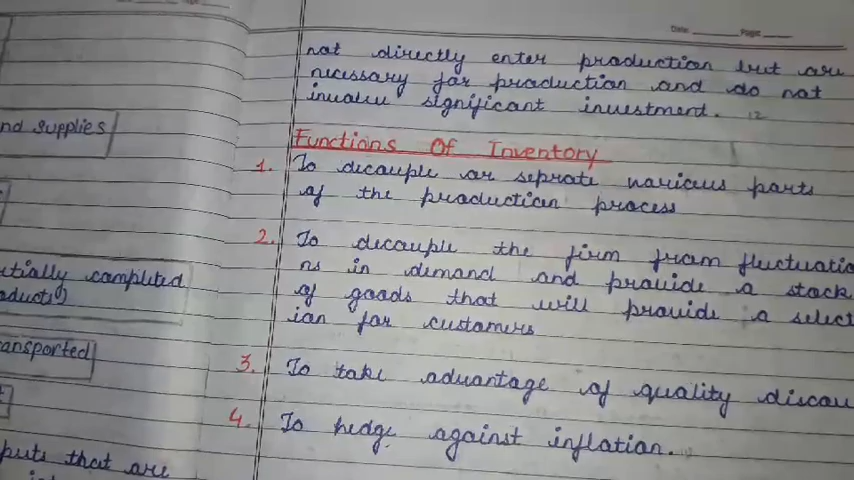 Date Page
not directly enter production but are
necessary for production and do not
involve significant investment.
Functions Of Inventory
1. To decouple or seprate various parts
of the production process
2. To decouple the firm from fluctuatio
ns in demand and provide a stock
of goods that will provide a select
ion for customers
3. To take advantage of quality discou
4. To hedge against inflation.
nd supplies
tially completed
oducts)
ansported
puts that are